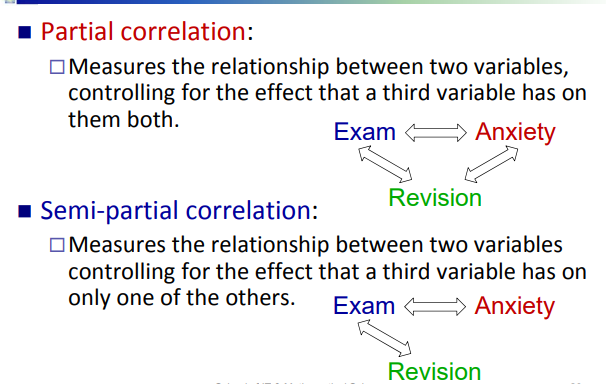 Partial correlation:
Measures the relationship between two variables,
controlling for the effect that a third variable has on
them both.
Exam Anxiety
Revision
Semi-partial correlation:
Measures the relationship between two variables
controlling for the effect that a third variable has on
only one of the others.
Exam Anxiety
Revision